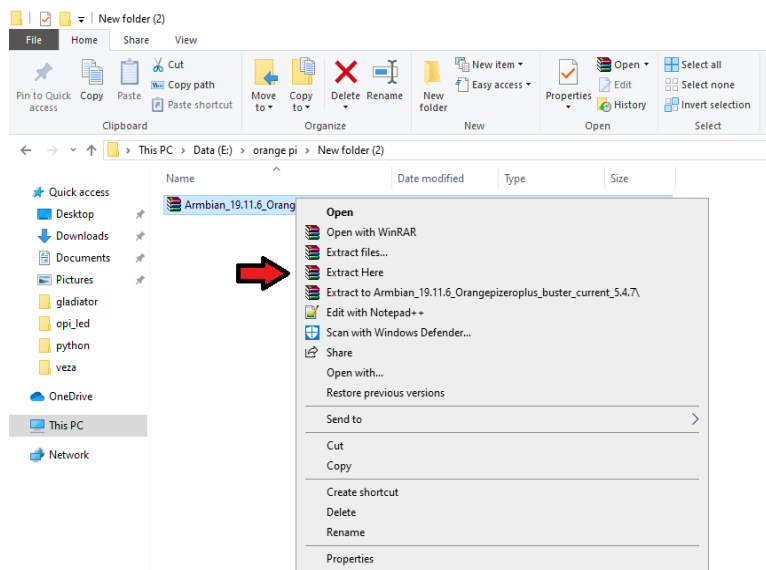 New folder (2)
File Home Share View
Pin to Quick access
Copy
Paste
Cut
Copy path
Paste shortcut
Clipboard
Move to
Copy to
Delete
Rename
Organize
New folder
New item
Easy access
New
Properties
Open
Edit
History
Open
Select all
Select none
Invert selection
Select
This PC > Data (E:) > orange pi > New folder (2)
Name Date modified Type Size
Quick access
Desktop
Downloads
Documents
Pictures
gladiator
opi_led
python
veza
OneDrive
This PC
Network
Armbian_19.11.6_Orang
Open
Open with WinRAR
Extract files...
Extract Here
Extract to Armbian_19.11.6_Orangepizeroplus_buster_current_5.4.7\
Edit with Notepad++
Scan with Windows Defender...
Share
Open with...
Restore previous versions
Send to
Cut
Copy
Create shortcut
Delete
Rename
Properties